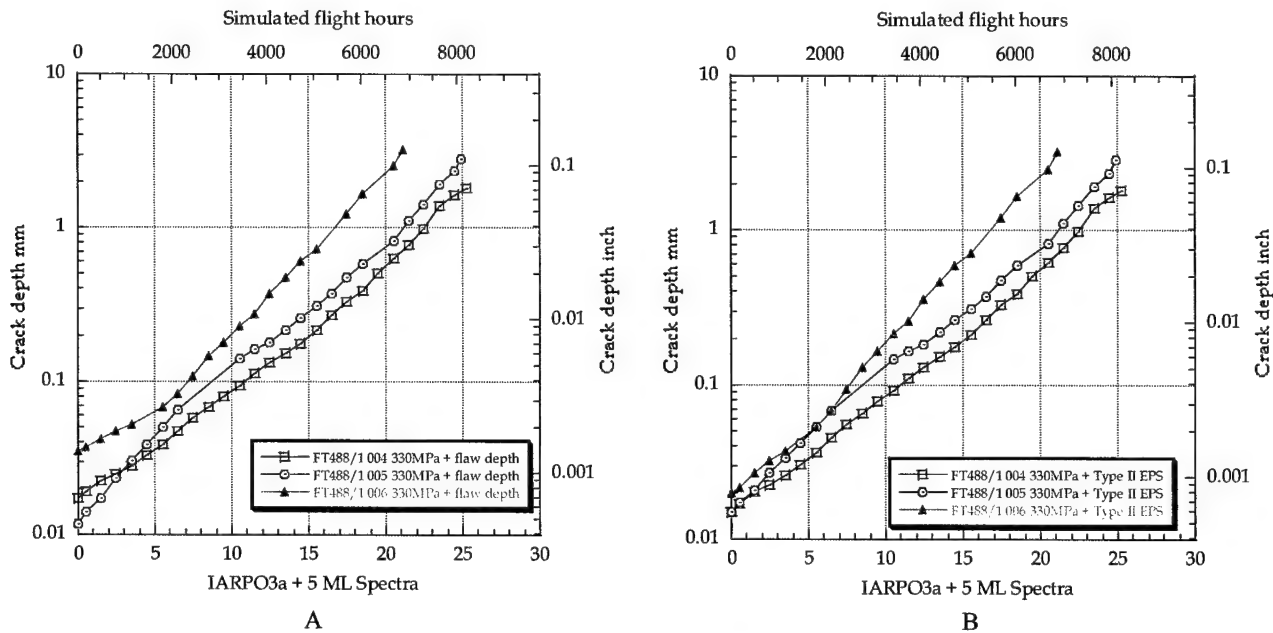 Simulated flight hours
0 2000 4000 6000 8000
10
1
0.1
0.01
Crack depth mm
0.1
0.01
0.001
Crack depth inch
FT488/1 004 330MPa + flaw depth
FT488/1 005 330MPa + flaw depth
FT488/1 006 330MPa + flaw depth
0 5 10 15 20 25 30
IARPO3a + 5 ML Spectra
A
Simulated flight hours
0 2000 4000 6000 8000
10
1
0.1
0.01
Crack depth mm
0.1
0.01
0.001
Crack depth inch
FT488/1 004 330MPa + Type II EPS
FT488/1 005 330MPa + Type II EPS
FT488/1 006 330MPa + Type II EPS
0 5 10 15 20 25 30
IARPO3a + 5 ML Spectra
B